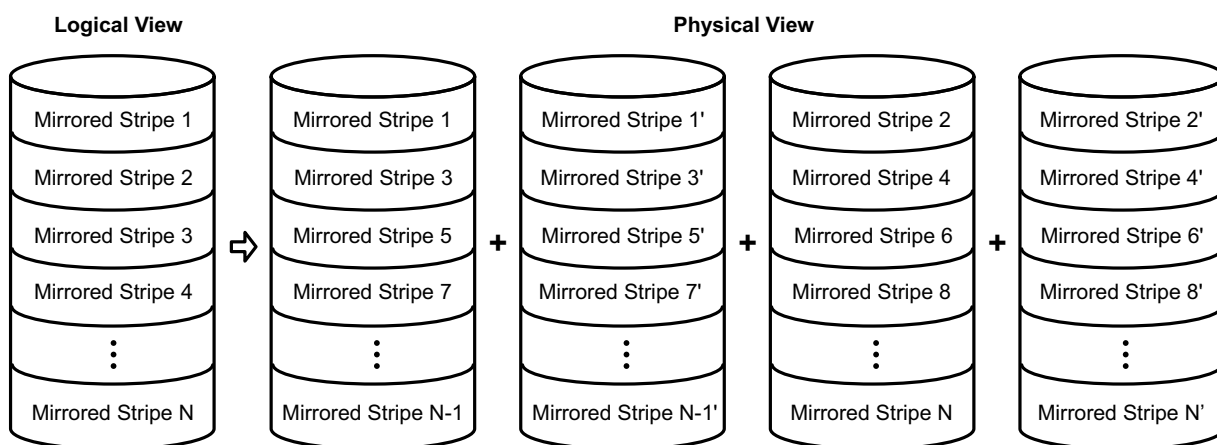 Logical View
Physical View
Mirrored Stripe 1
Mirrored Stripe 2
Mirrored Stripe 3
Mirrored Stripe 4
Mirrored Stripe N
Mirrored Stripe 1
Mirrored Stripe 3
Mirrored Stripe 5
Mirrored Stripe 7
Mirrored Stripe N-1
+
Mirrored Stripe 1'
Mirrored Stripe 3'
Mirrored Stripe 5'
Mirrored Stripe 7'
Mirrored Stripe N-1'
+
Mirrored Stripe 2
Mirrored Stripe 4
Mirrored Stripe 6
Mirrored Stripe 8
Mirrored Stripe N
+
Mirrored Stripe 2'
Mirrored Stripe 4'
Mirrored Stripe 6'
Mirrored Stripe 8'
Mirrored Stripe N’